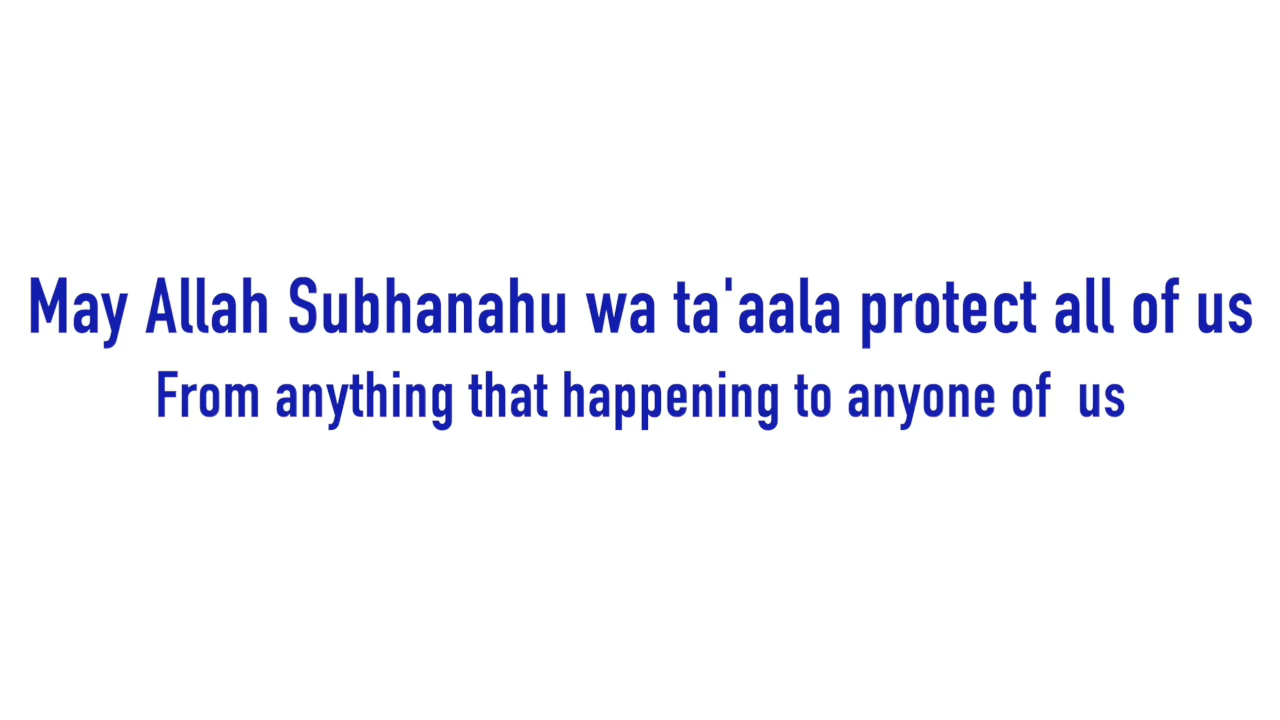 May Allah Subhanahu wa ta'aala protect all of us
From anything that happening to anyone of  us